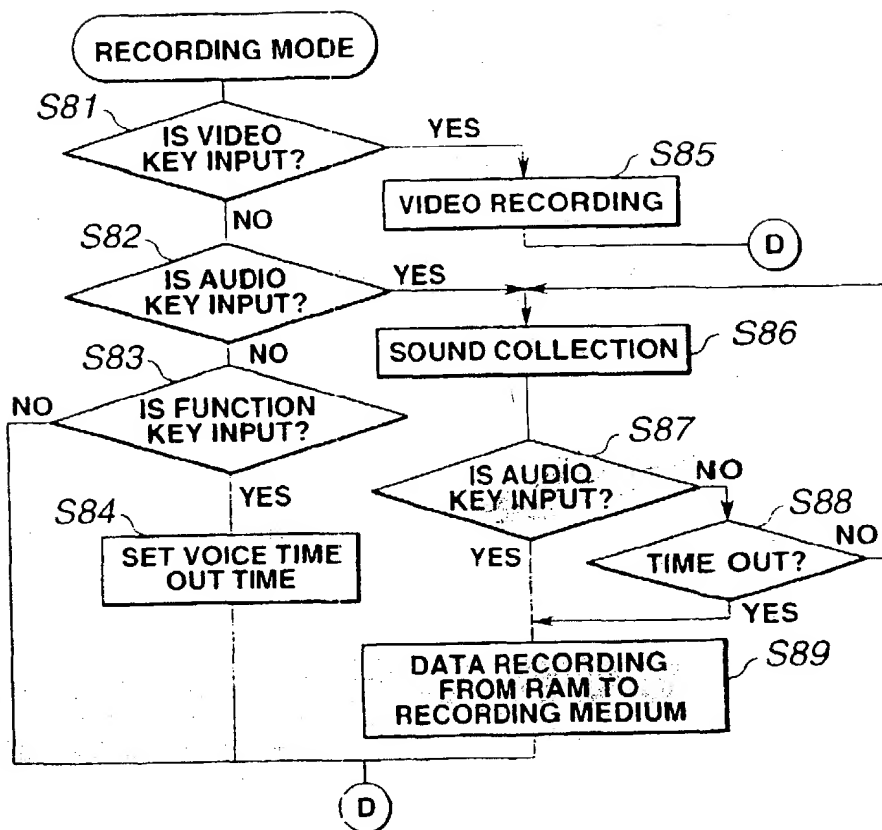 RECORDING MODE
S81
IS VIDEO
KEY INPUT?
YES
NO
S85
VIDEO RECORDING
D
S82
IS AUDIO
KEY INPUT?
YES
NO
S86
SOUND COLLECTION
S83
NO
IS FUNCTION
KEY INPUT?
YES
S87
IS AUDIO
KEY INPUT?
NO
YES
S84
SET VOICE TIME
OUT TIME
S88
NO
TIME OUT?
YES
S89
DATA RECORDING
FROM RAM TO
RECORDING MEDIUM
D